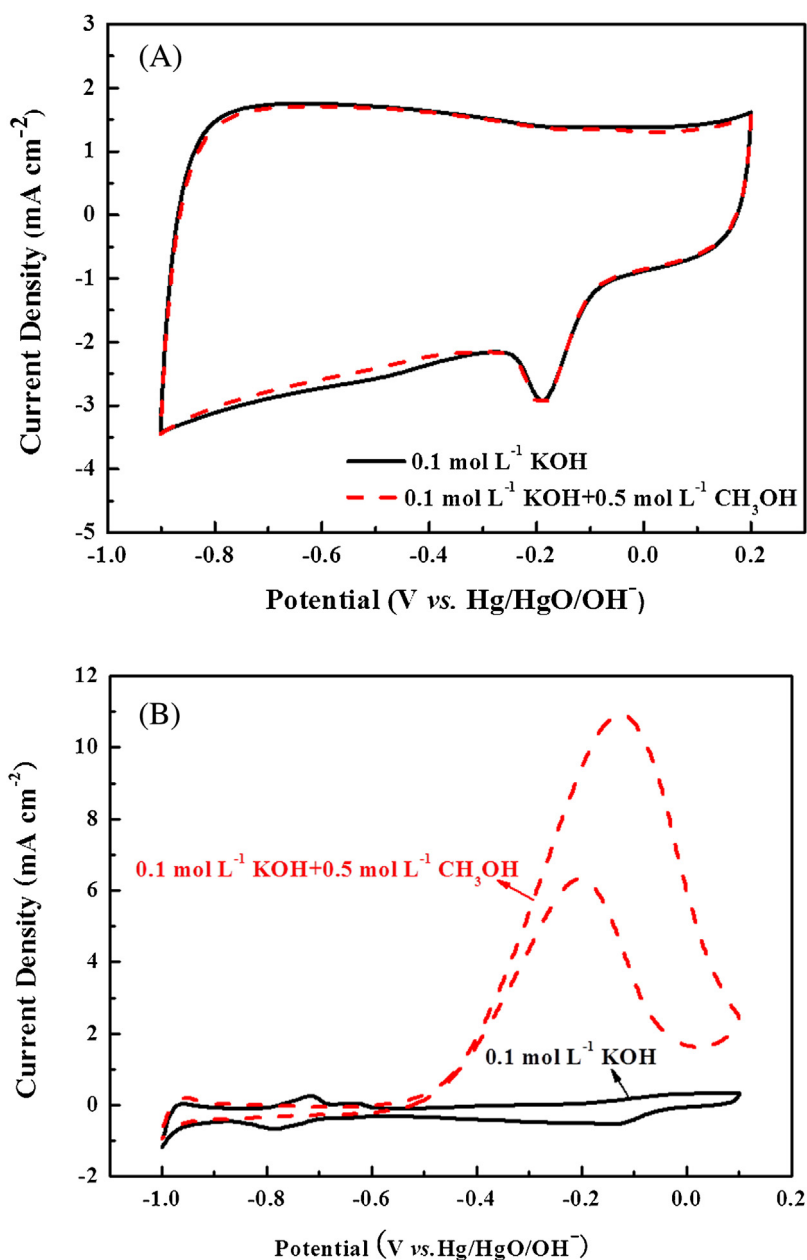 (A)
3
2
1
0
-1
-2
-3
-4
-5
Current Density (mA cm⁻²)
0.1 mol L⁻¹ KOH
0.1 mol L⁻¹ KOH+0.5 mol L⁻¹ CH₃OH
-1.0 -0.8 -0.6 -0.4 -0.2 0.0 0.2
Potential (V vs. Hg/HgO/OH⁻)
(B)
12
10
8
6
4
2
0
-2
Current Density (mA cm⁻²)
0.1 mol L⁻¹ KOH+0.5 mol L⁻¹ CH₃OH
0.1 mol L⁻¹ KOH
-1.0 -0.8 -0.6 -0.4 -0.2 0.0 0.2
Potential (V vs.Hg/HgO/OH⁻)